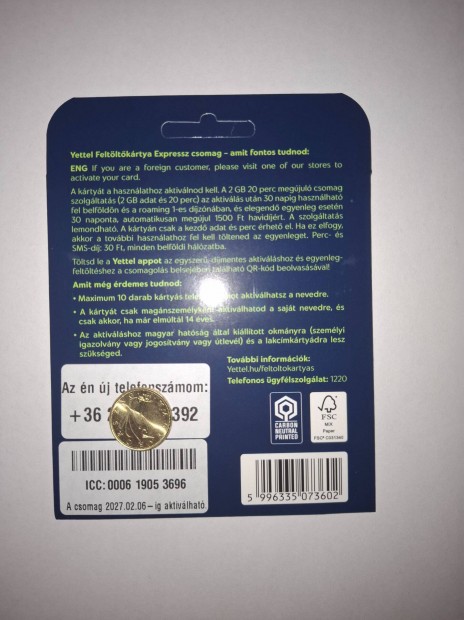 Yettel Feltöltőkártya Expressz csomag – amit fontos tudnod:
ENG If you are a foreign customer, please visit one of our stores to
activate your card.
A kártyát a használathoz aktiválnod kell. A 2 GB 20 perc megújuló csomag
szolgáltatás (2 GB adat és 20 perc) az aktiválás után 30 napig használható
fel belföldön és a roaming 1-es díjzónában, és elegendő egyenleg esetén
30 naponta, automatikusan megújul 1500 Ft havidíjért. A szolgáltatás
lemondható. A kártyán csak a kezdő adat és perc érhető el. Ha ez elfogy,
akkor a további használathoz fel kell töltened az egyenleget. Perc- és
SMS-díj: 30 Ft, minden belföldi hálózatba.
Töltsd le a Yettel appot az egyszerű, díjmentes aktiváláshoz és egyenleg-
feltöltéshez a csomagolás belsejében található QR-kód beolvasásával!
Amit még érdemes tudnod:
• Maximum 10 darab kártyás aktiválhatsz a nevedre.
• A kártyát csak magánszemélyként aktiválhatod a saját nevedre, és
csak akkor, ha már elmúltál 14 éves.
• Az aktiváláshoz magyar hatóság által kiállított okmányra (személyi
igazolvány vagy jogosítvány vagy útlevél) és a lakcímkártyádra lesz
szükséged.
További információk:
Yettel.hu/feltoltokartyas
Telefonos ügyfélszolgálat: 1220
Az én új telefonszámom:
+36 392
ICC: 0006 1905 3696
A csomag 2027.02.06 – ig aktiválható
CARBON
NEUTRAL
PRINTED
FSC
MIX
Paper
5 996335 073602